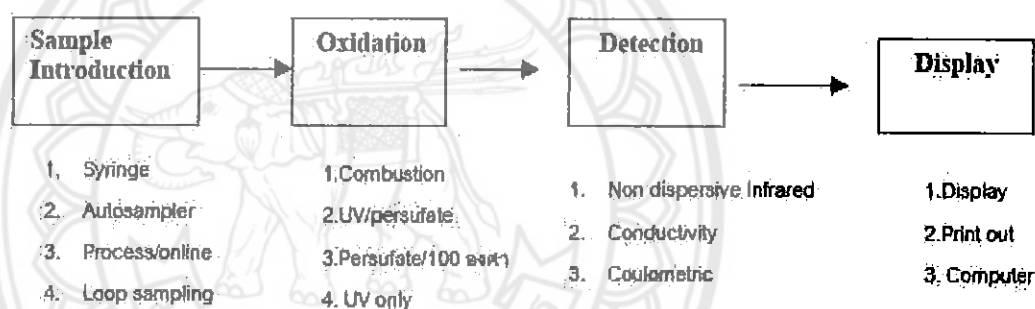 Sample
Introduction
Oxidation
Detection
Display
1, Syringe
2. Autosampler
3. Process/online
4. Loop sampling
1.Combustion
2.UV/persufate
3.Persufate/100 องศา
4. UV only
1. Non dispersive Infrared
2. Conductivity
3. Coulometric
1.Display
2.Print out
3. Computer